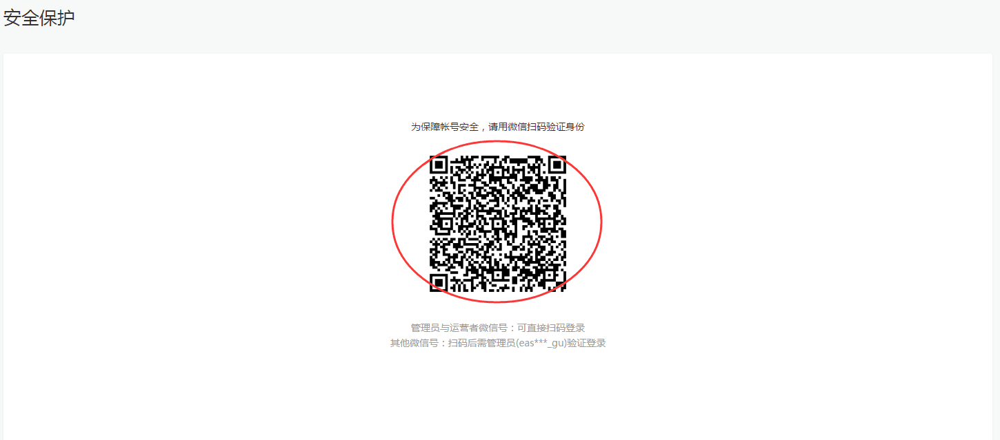 安全保护
为保障帐号安全，请用微信扫码验证身份
管理员与运营者微信号：可直接扫码登录
其他微信号：扫码后需管理员(eas***_gu)验证登录